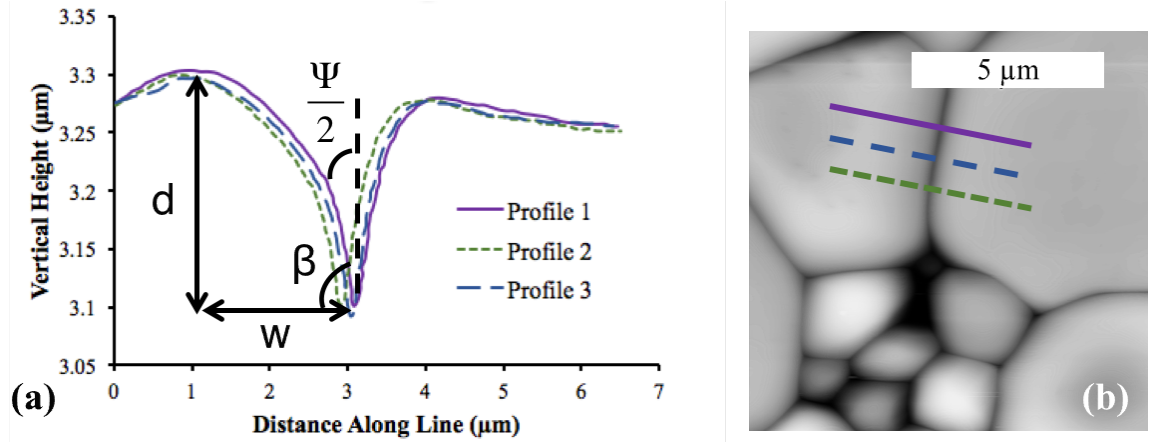 3.35
3.3
3.25
3.2
3.15
3.1
3.05
Vertical Height (µm)
0
1
2
3
4
5
6
7
Distance Along Line (µm)
Ψ
2
d
β
w
Profile 1
Profile 2
Profile 3
(a)
5 µm
(b)